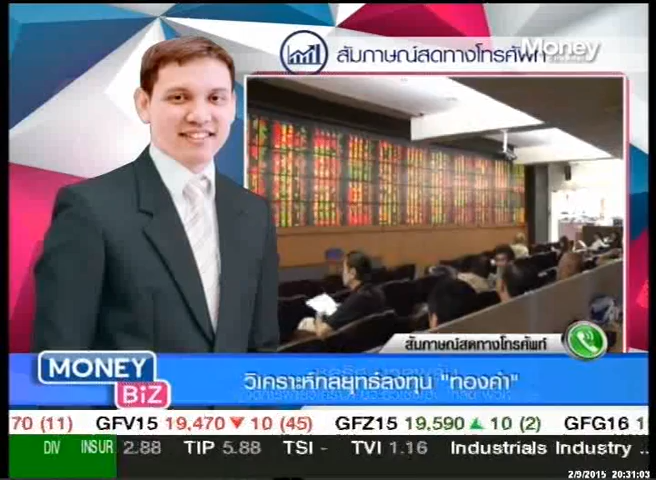 สัมภาษณ์สดทางโทรศัพท์
Money
สัมภาษณ์สดทางโทรศัพท์
MONEY
BIZ
วิเคราะห์กลยุทธ์ลงทุน "ทองคำ"
70 (11) GFV15 19,470 ▼ 10 (45) GFZ15 19,590 ▲ 10 (2) GFG16 1
DIV INSUR 2.88 TIP 5.88 TSI - TVI 1.16 Industrials Industry ..
2/9/2015 20:31:03